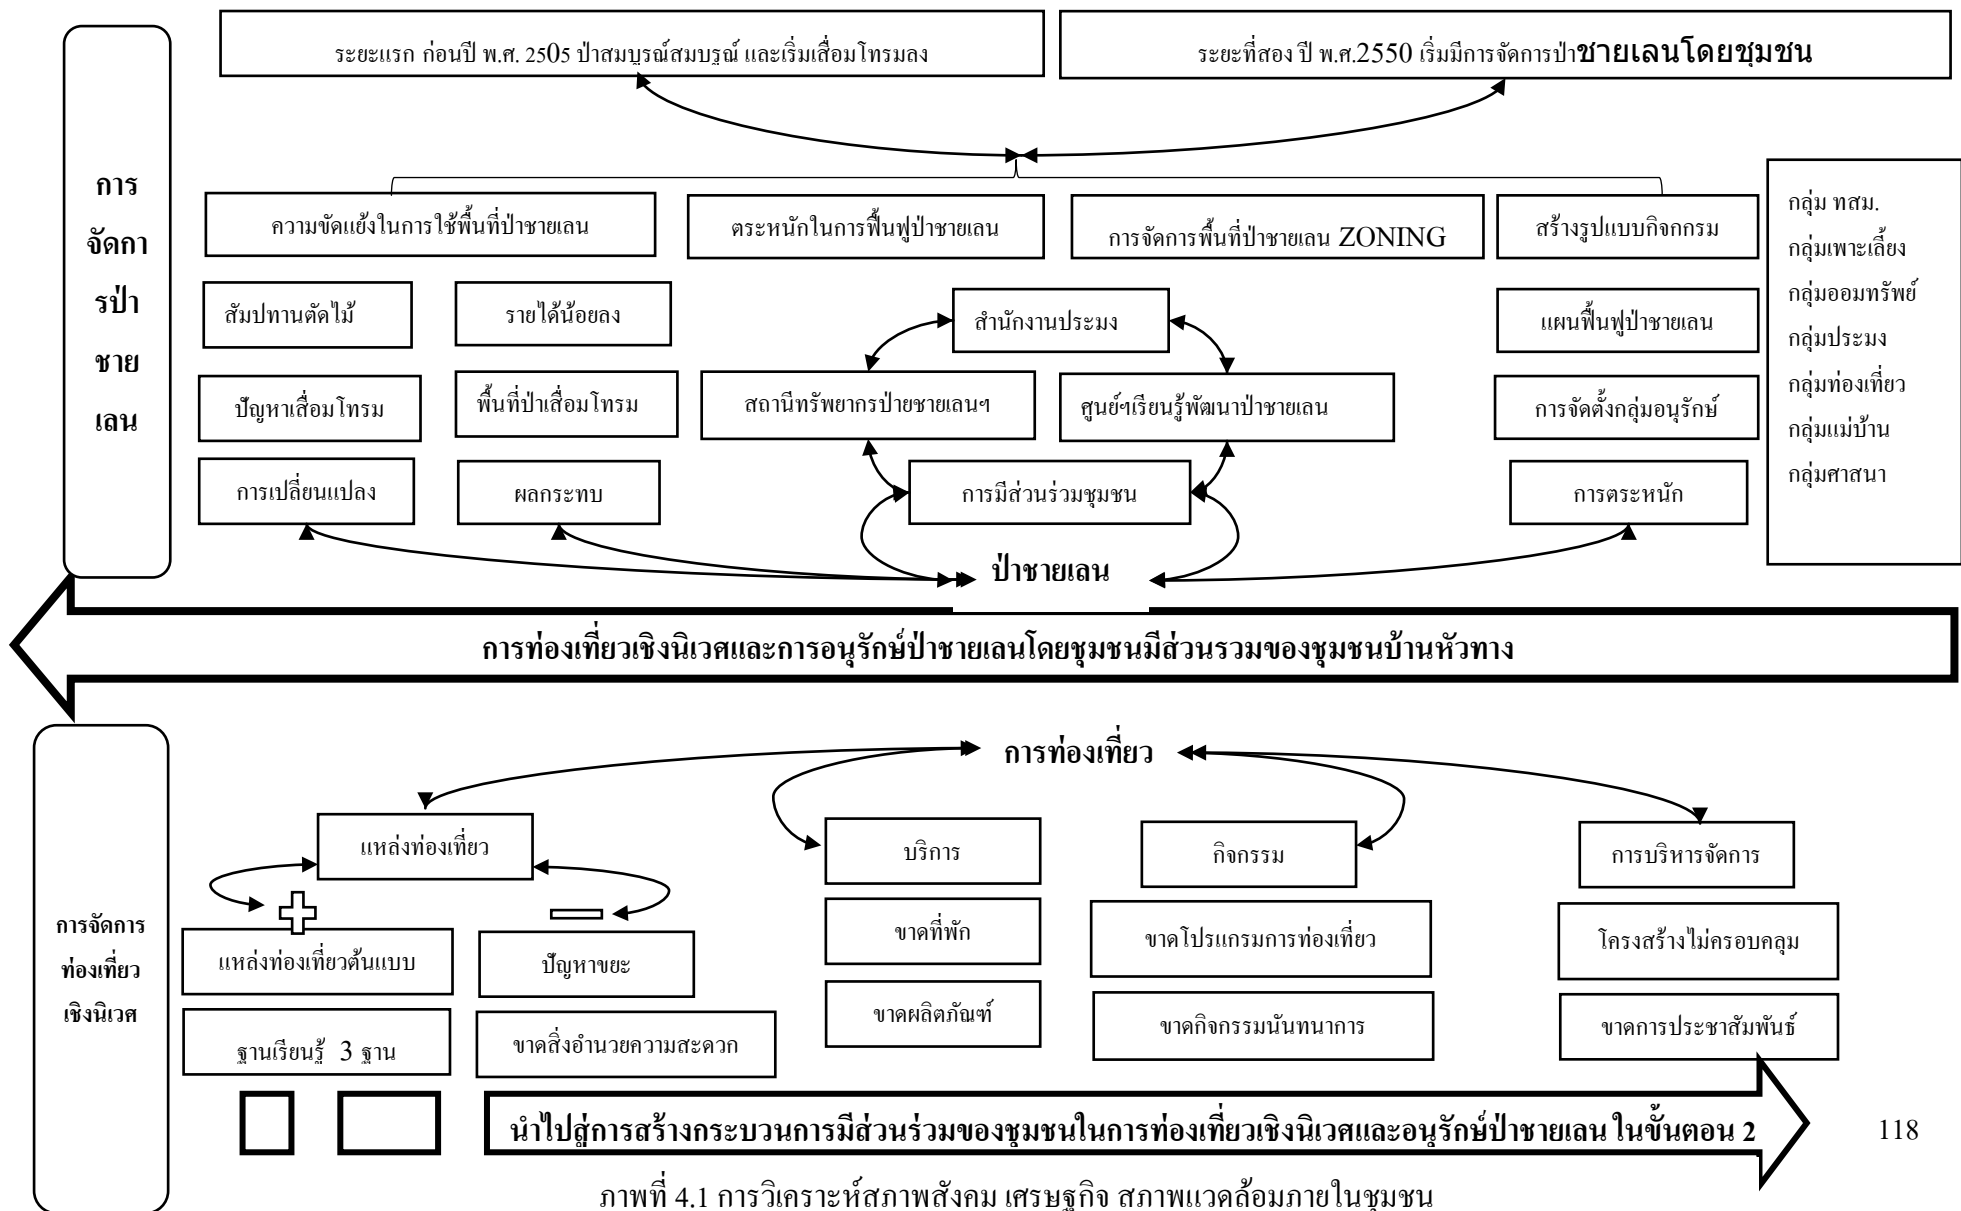 ระยะแรก ก่อนปี พ.ศ. 2505 ป่าสมบูรณ์สมบรูณ์ และเริ่มเสื่อมโทรมลง
ระยะที่สอง ปี พ.ศ.2550 เริ่มมีการจัดการป่าชายเลนโดยชุมชน
การ
จัดกา
รป่า
ชาย
เลน
ความขัดแย้งในการใช้พื้นที่ป่าชายเลน
ตระหนักในการฟื้นฟูป่าชายเลน
การจัดการพื้นที่ป่าชายเลน ZONING
สร้างรูปแบบกิจกกรม
กลุ่ม ทสม.
กลุ่มเพาะเลี้ยง
กลุ่มออมทรัพย์
กลุ่มประมง
กลุ่มท่องเที่ยว
กลุ่มแม่บ้าน
กลุ่มศาสนา
สัมปทานตัดไม้
รายได้น้อยลง
สำนักงานประมง
แผนฟื้นฟูป่าชายเลน
ปัญหาเสื่อมโทรม
พื้นที่ป่าเสื่อมโทรม
สถานีทรัพยากรป่ายชายเลนฯ
ศูนย์ฯเรียนรู้พัฒนาป่าชายเลน
การจัดตั้งกลุ่มอนุรักษ์
การเปลี่ยนแปลง
ผลกระทบ
การมีส่วนร่วมชุมชน
การตระหนัก
ป่าชายเลน
การท่องเที่ยวเชิงนิเวศและการอนุรักษ์ป่าชายเลนโดยชุมชนมีส่วนรวมของชุมชนบ้านหัวทาง
การจัดการ
ท่องเที่ยว
เชิงนิเวศ
การท่องเที่ยว
แหล่งท่องเที่ยว
บริการ
กิจกรรม
การบริหารจัดการ
แหล่งท่องเที่ยวต้นแบบ
ปัญหาขยะ
ขาดที่พัก
ขาดโปรแกรมการท่องเที่ยว
โครงสร้างไม่ครอบคลุม
ฐานเรียนรู้ 3 ฐาน
ขาดสิ่งอำนวยความสะดวก
ขาดผลิตภัณฑ์
ขาดกิจกรรมนันทนาการ
ขาดการประชาสัมพันธ์
นำไปสู่การสร้างกระบวนการมีส่วนร่วมของชุมชนในการท่องเที่ยวเชิงนิเวศและอนุรักษ์ป่าชายเลน ในขั้นตอน 2
118
ภาพที่ 4.1 การวิเคราะห์สภาพสังคม เศรษฐกิจ สภาพแวดล้อมภายในชุมชน